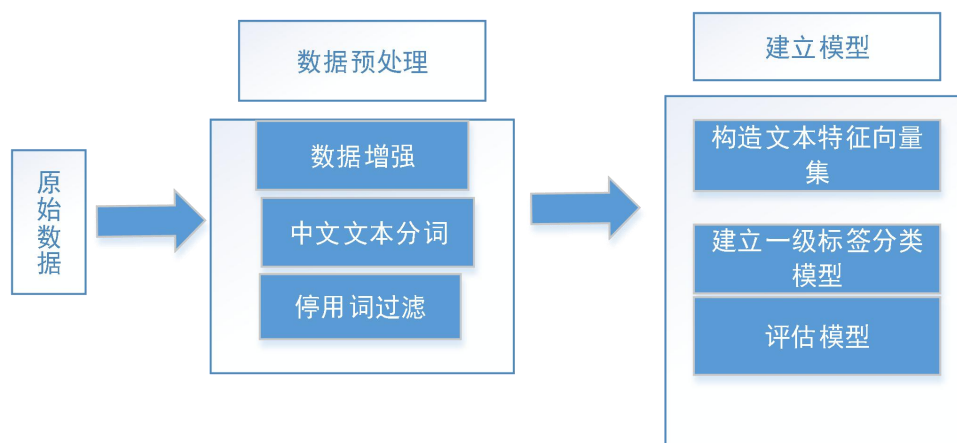 原始数据
数据预处理
数据增强
中文文本分词
停用词过滤
建立模型
构造文本特征向量
集
建立一级标签分类
模型
评估模型